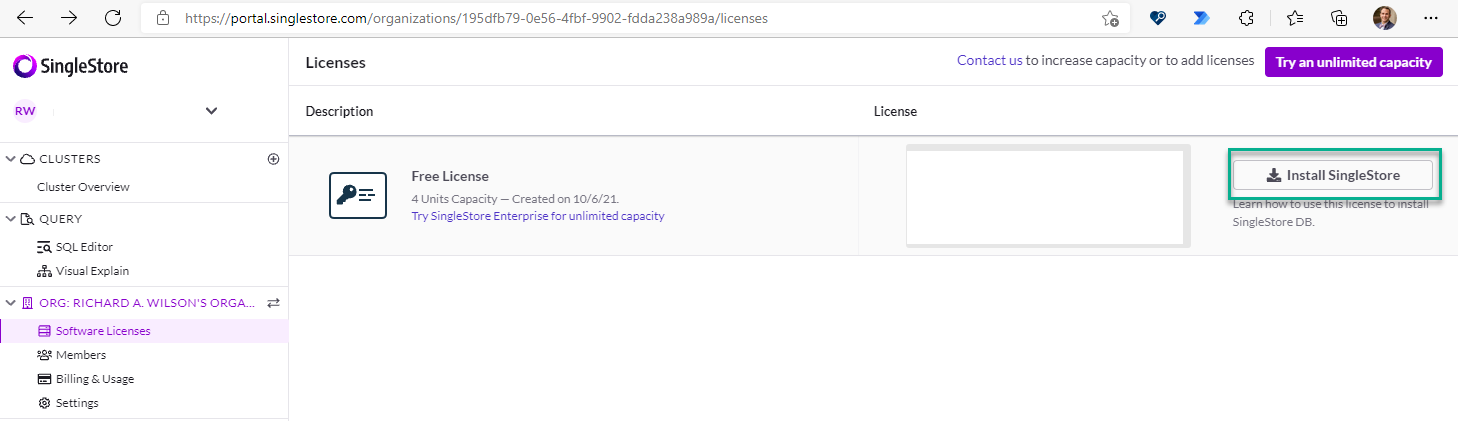 https://portal.singlestore.com/organizations/195dfb79-0e56-4fbf-9902-fdda238a989a/licenses
SingleStore
Licenses
Contact us to increase capacity or to add licenses
Try an unlimited capacity
RW
Description
License
CLUSTERS
Cluster Overview
Free License
4 Units Capacity — Created on 10/6/21.
Try SingleStore Enterprise for unlimited capacity
Install SingleStore
Learn how to use this license to install
SingleStore DB.
QUERY
SQL Editor
Visual Explain
ORG: RICHARD A. WILSON'S ORGA...
Software Licenses
Members
Billing & Usage
Settings